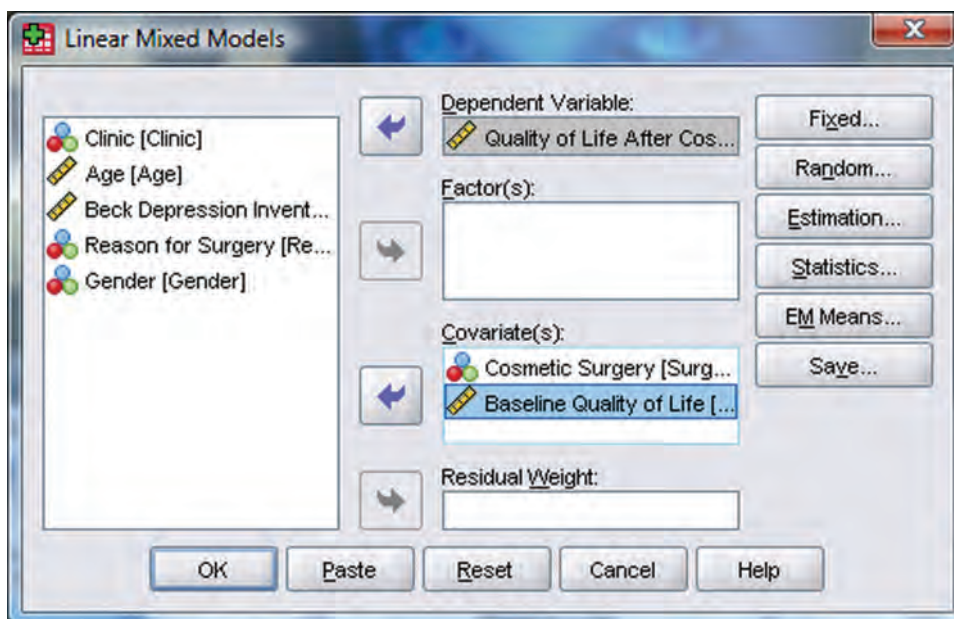 Linear Mixed Models
Clinic [Clinic]
Age [Age]
Beck Depression Invent...
Reason for Surgery [Re...
Gender [Gender]
Dependent Variable:
Quality of Life After Cos...
Factor(s):
Covariate(s):
Cosmetic Surgery [Surg...
Baseline Quality of Life [...
Residual Weight:
Fixed...
Random...
Estimation...
Statistics...
EM Means...
Save...
OK
Paste
Reset
Cancel
Help